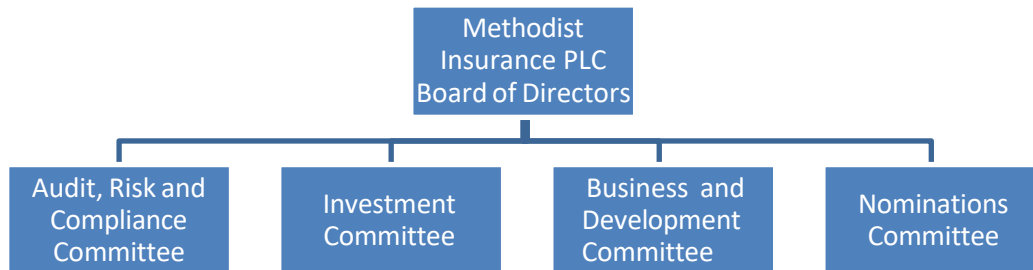 Methodist
Insurance PLC
Board of Directors
Audit, Risk and
Compliance
Committee
Investment
Committee
Business and
Development
Committee
Nominations
Committee